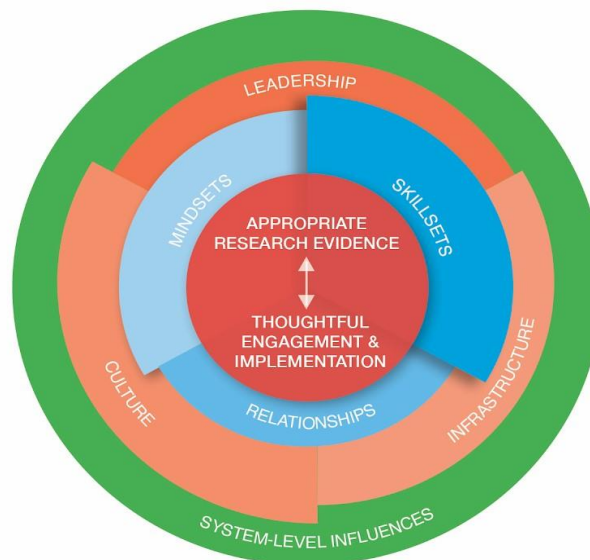 LEADERSHIP
MINDSETS
SKILLSETS
APPROPRIATE
RESEARCH EVIDENCE
THOUGHTFUL
ENGAGEMENT &
IMPLEMENTATION
RELATIONSHIPS
CULTURE
INFRASTRUCTURE
SYSTEM-LEVEL INFLUENCES